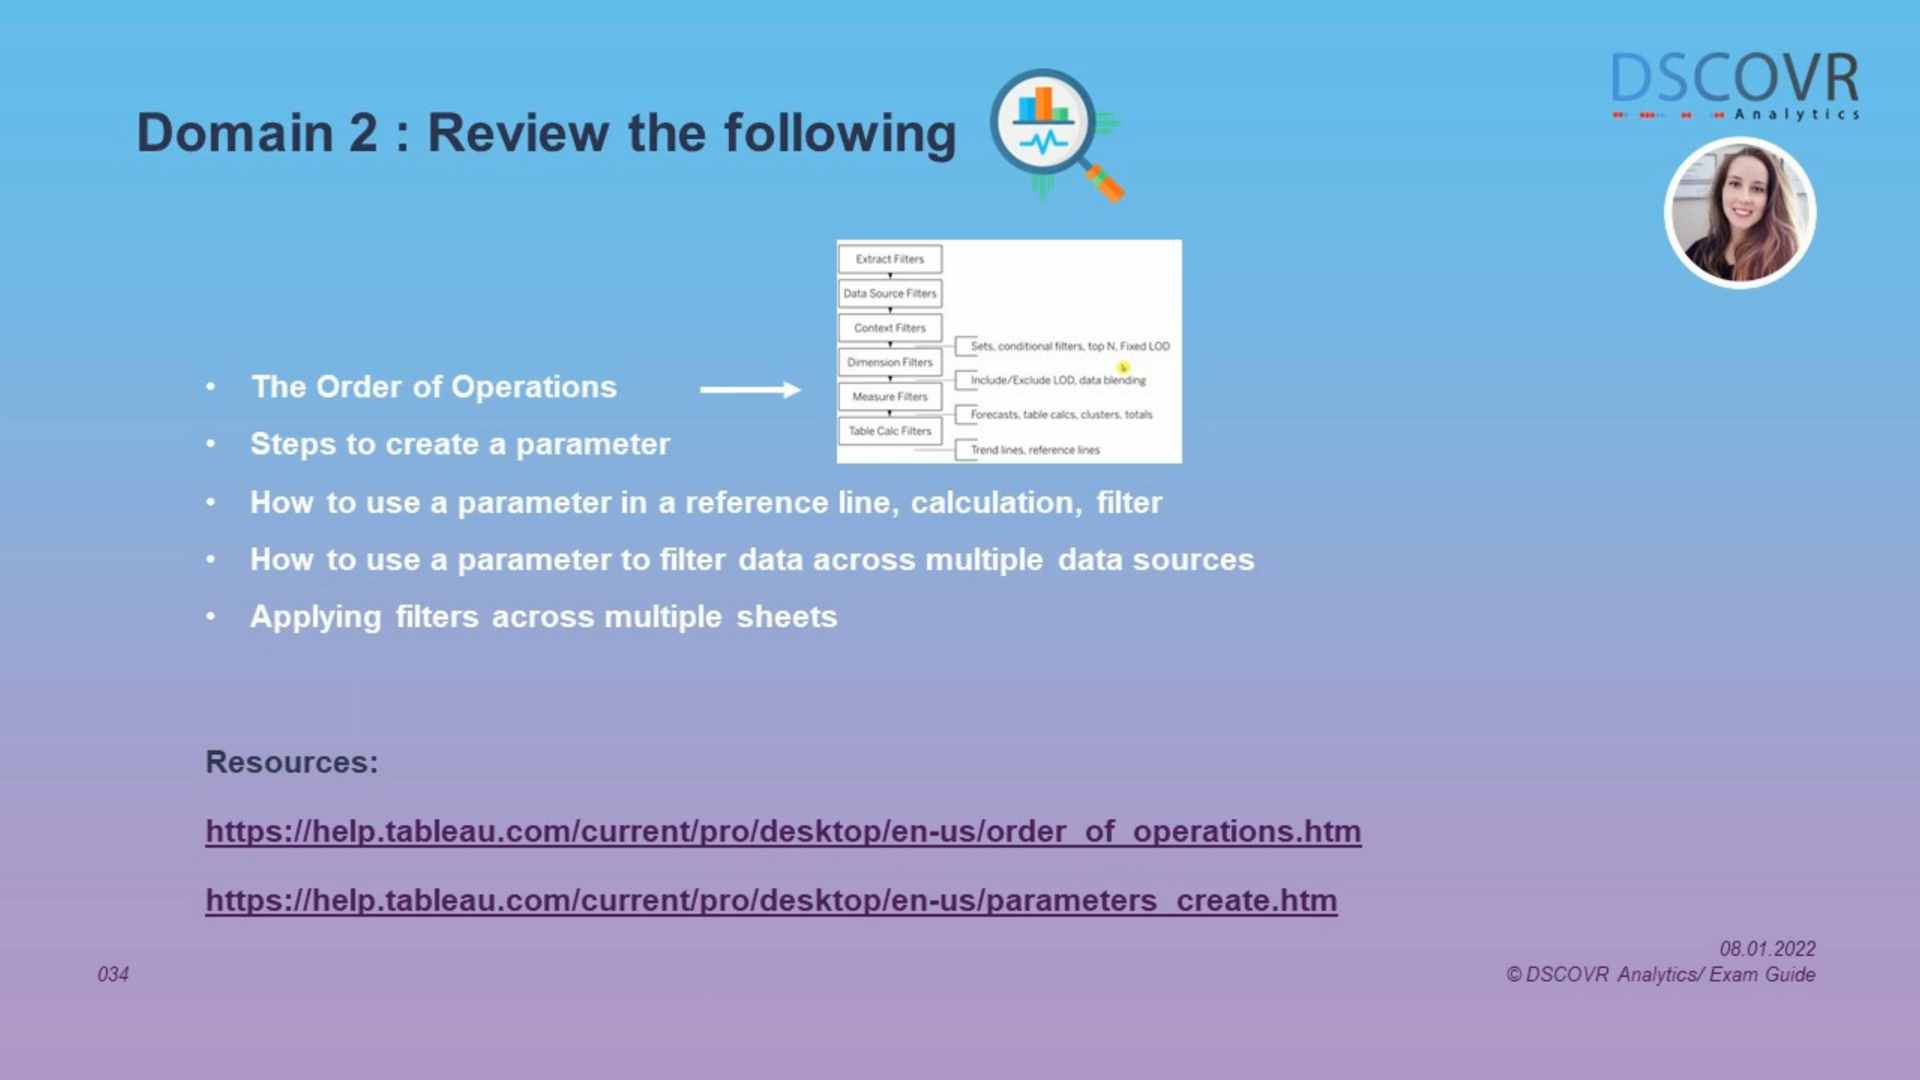 DSCOVR
Analytics
Domain 2 : Review the following
Extract Filters
Data Source Filters
Context Filters
Sets, conditional filters, top N, Fixed LOD
Dimension Filters
Include/Exclude LOD, data blending
Measure Filters
Forecasts, table calcs, clusters, totals
Table Calc Filters
Trend lines, reference lines
• The Order of Operations
• Steps to create a parameter
• How to use a parameter in a reference line, calculation, filter
• How to use a parameter to filter data across multiple data sources
• Applying filters across multiple sheets
Resources:
https://help.tableau.com/current/pro/desktop/en-us/order_of_operations.htm
https://help.tableau.com/current/pro/desktop/en-us/parameters_create.htm
08.01.2022
034
© DSCOVR Analytics/ Exam Guide